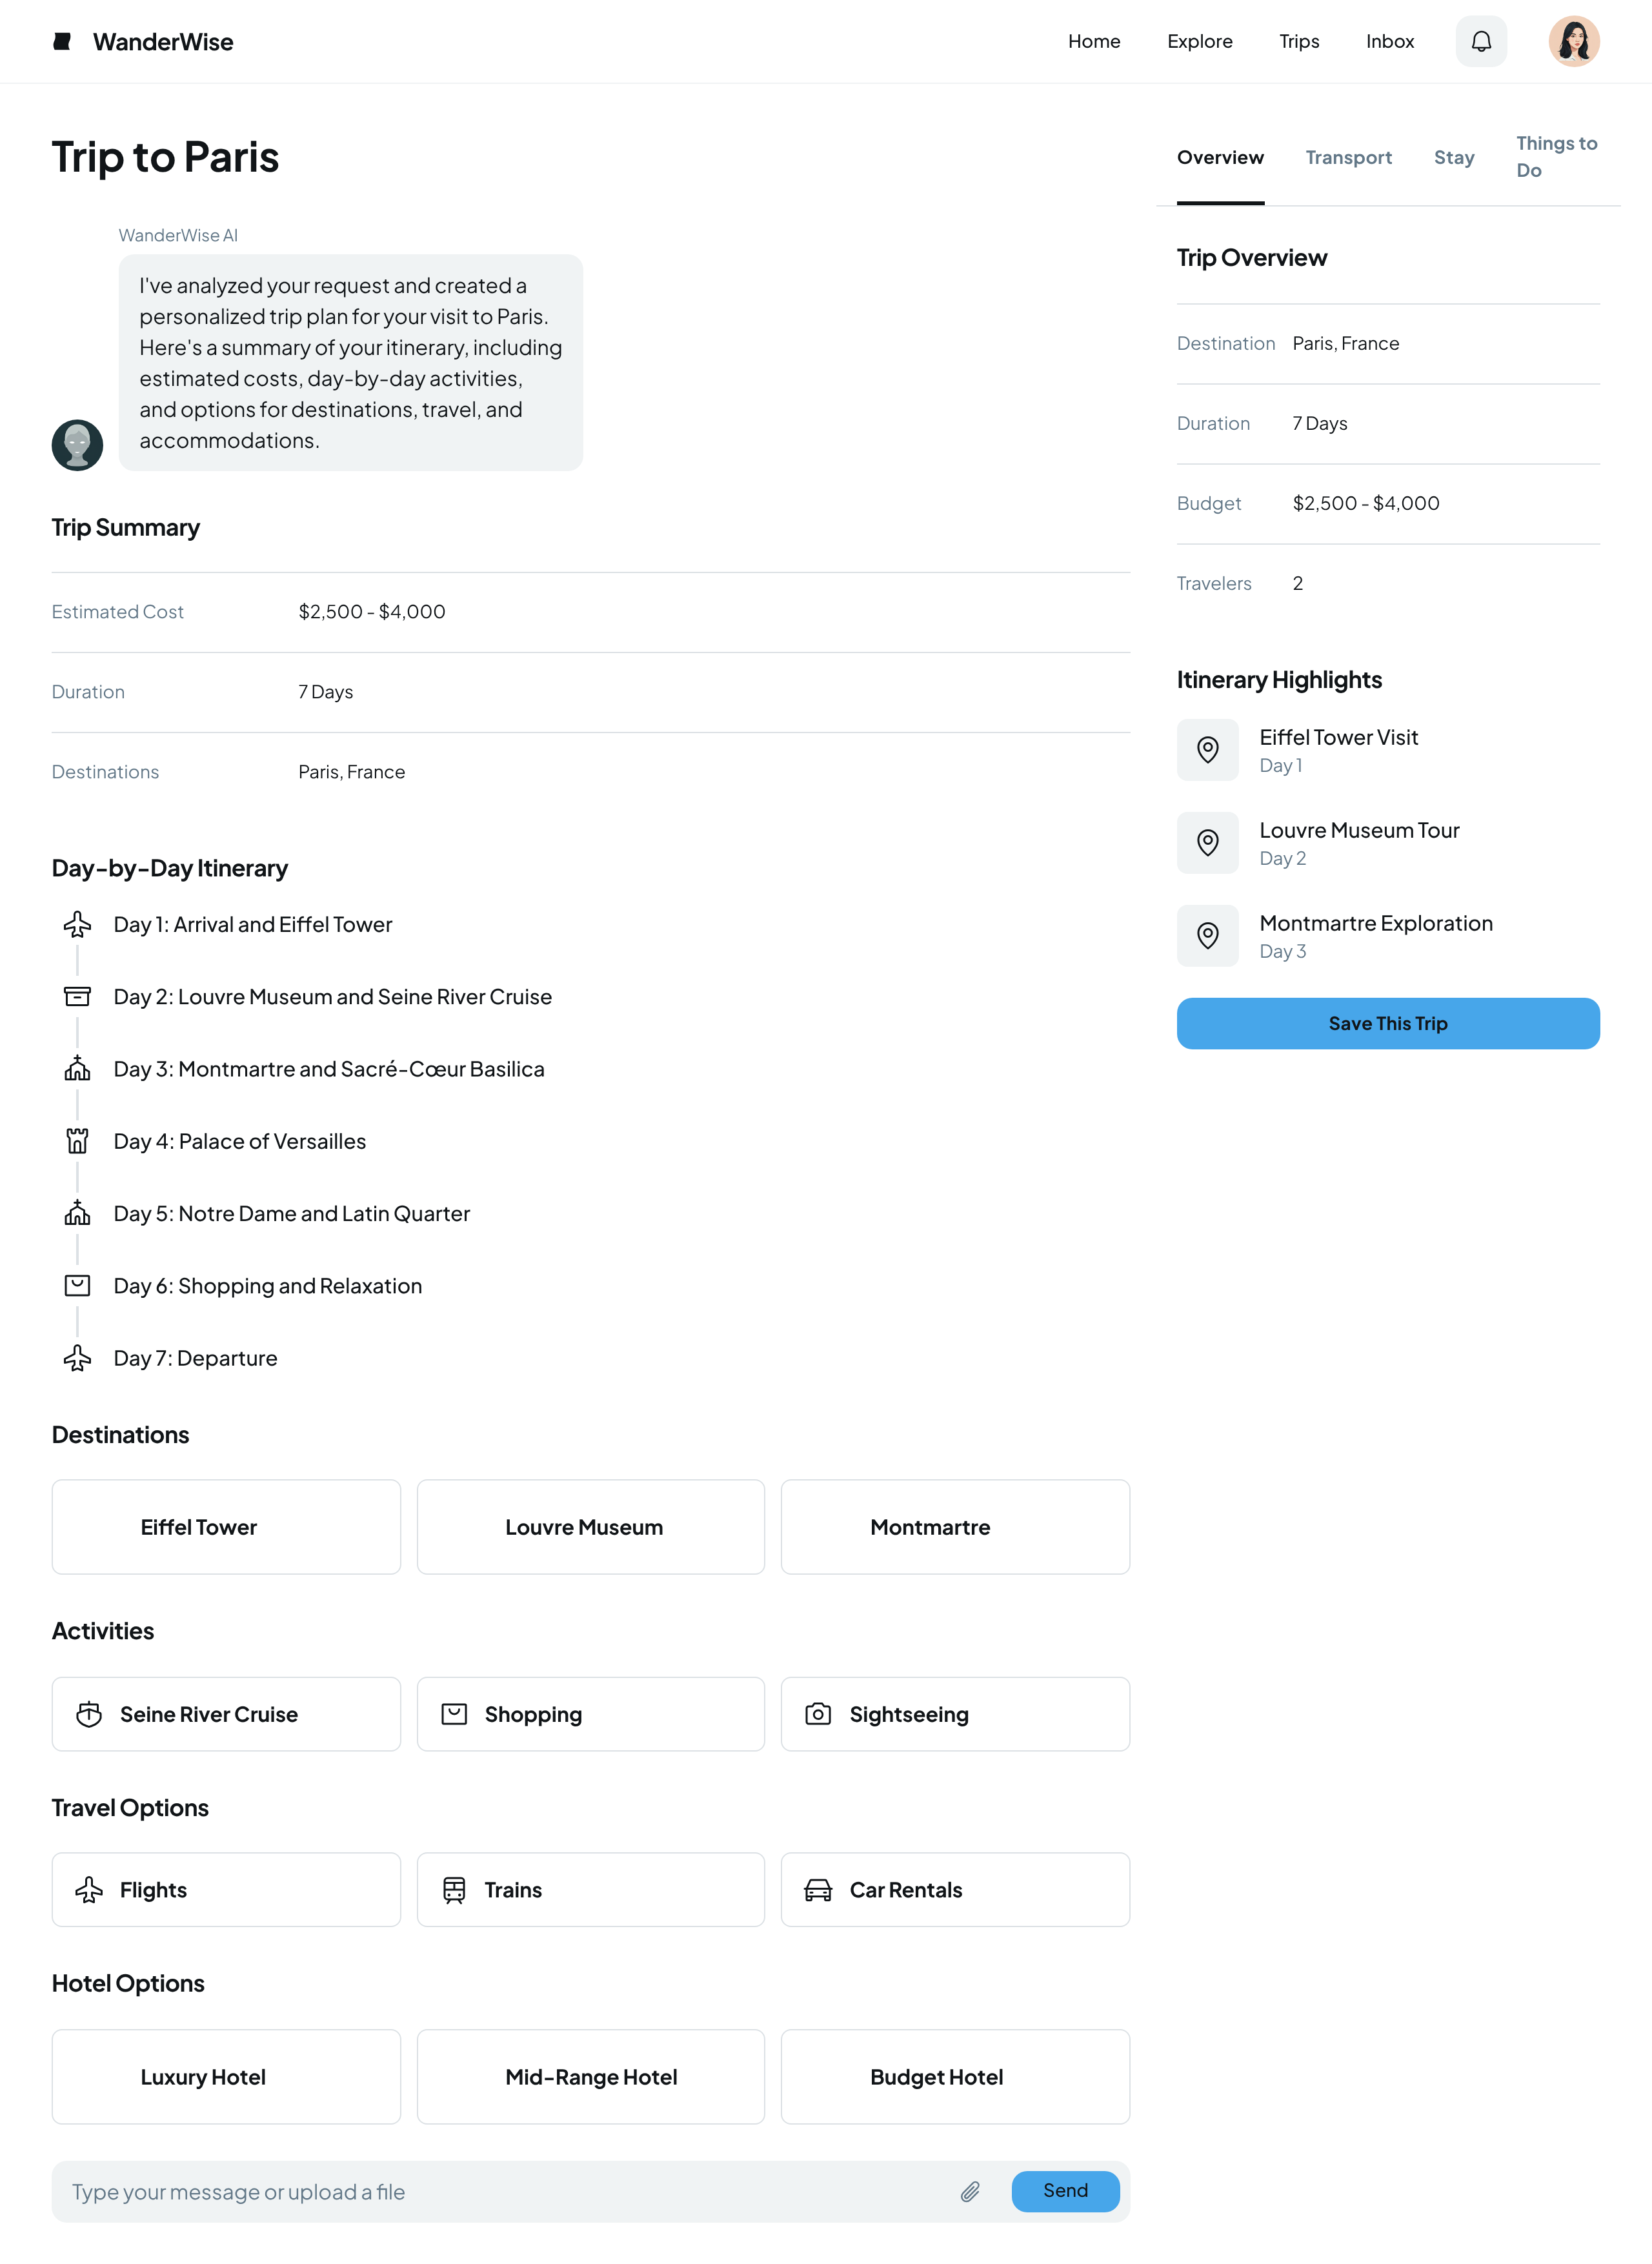 WanderWise
Home
Explore
Trips
Inbox
Trip to Paris
WanderWise AI
I've analyzed your request and created a
personalized trip plan for your visit to Paris.
Here's a summary of your itinerary, including
estimated costs, day-by-day activities,
and options for destinations, travel, and
accommodations.
Trip Summary
Estimated Cost
$2,500 - $4,000
Duration
7 Days
Destinations
Paris, France
Day-by-Day Itinerary
Day 1: Arrival and Eiffel Tower
Day 2: Louvre Museum and Seine River Cruise
Day 3: Montmartre and Sacré-Cœur Basilica
Day 4: Palace of Versailles
Day 5: Notre Dame and Latin Quarter
Day 6: Shopping and Relaxation
Day 7: Departure
Destinations
Eiffel Tower
Louvre Museum
Montmartre
Activities
Seine River Cruise
Shopping
Sightseeing
Travel Options
Flights
Trains
Car Rentals
Hotel Options
Luxury Hotel
Mid-Range Hotel
Budget Hotel
Type your message or upload a file
Send
Overview
Transport
Stay
Things to
Do
Trip Overview
Destination
Paris, France
Duration
7 Days
Budget
$2,500 - $4,000
Travelers
2
Itinerary Highlights
Eiffel Tower Visit
Day 1
Louvre Museum Tour
Day 2
Montmartre Exploration
Day 3
Save This Trip